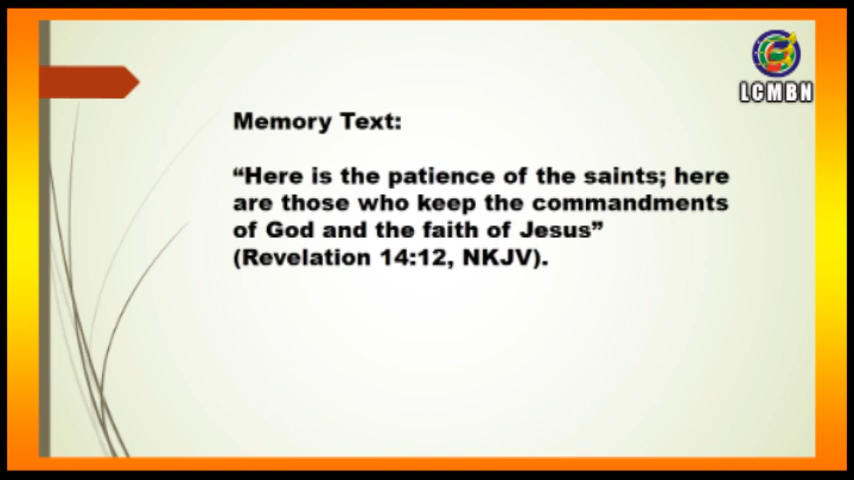 LCMBN
Memory Text:
“Here is the patience of the saints; here
are those who keep the commandments
of God and the faith of Jesus”
(Revelation 14:12, NKJV).